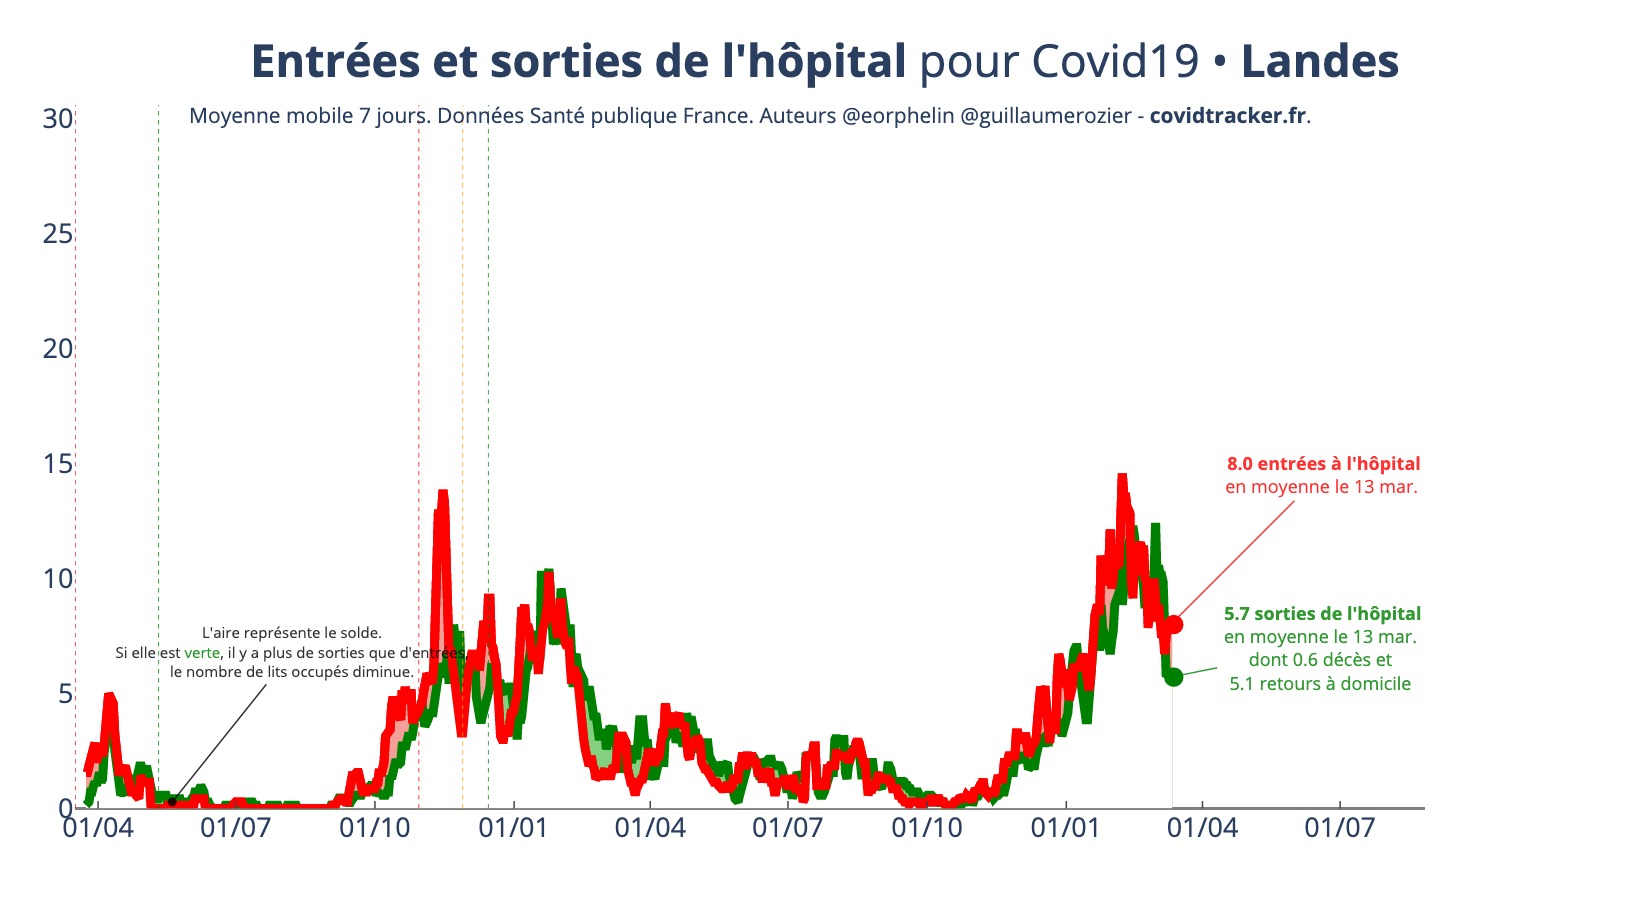 Entrées et sorties de l'hôpital pour Covid19 • Landes
Moyenne mobile 7 jours. Données Santé publique France. Auteurs @eorphelin @guillaumerozier - covidtracker.fr.
30
25
20
15
10
5
0
8.0 entrées à l'hôpital
en moyenne le 13 mar.
5.7 sorties de l'hôpital
en moyenne le 13 mar.
dont 0.6 décès et
5.1 retours à domicile
L'aire représente le solde.
Si elle est verte, il y a plus de sorties que d'entrées,
le nombre de lits occupés diminue.
01/04 01/07 01/10 01/01 01/04 01/07 01/10 01/01 01/04 01/07